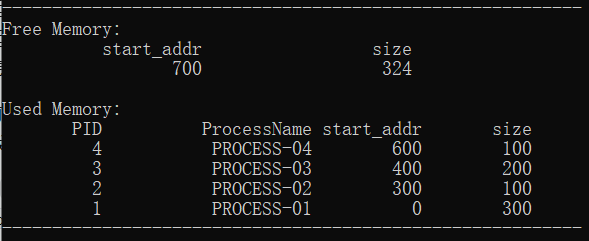 Free Memory:
start_addr size
700 324
Used Memory:
PID ProcessName start_addr size
4 PROCESS-04 600 100
3 PROCESS-03 400 200
2 PROCESS-02 300 100
1 PROCESS-01 0 300